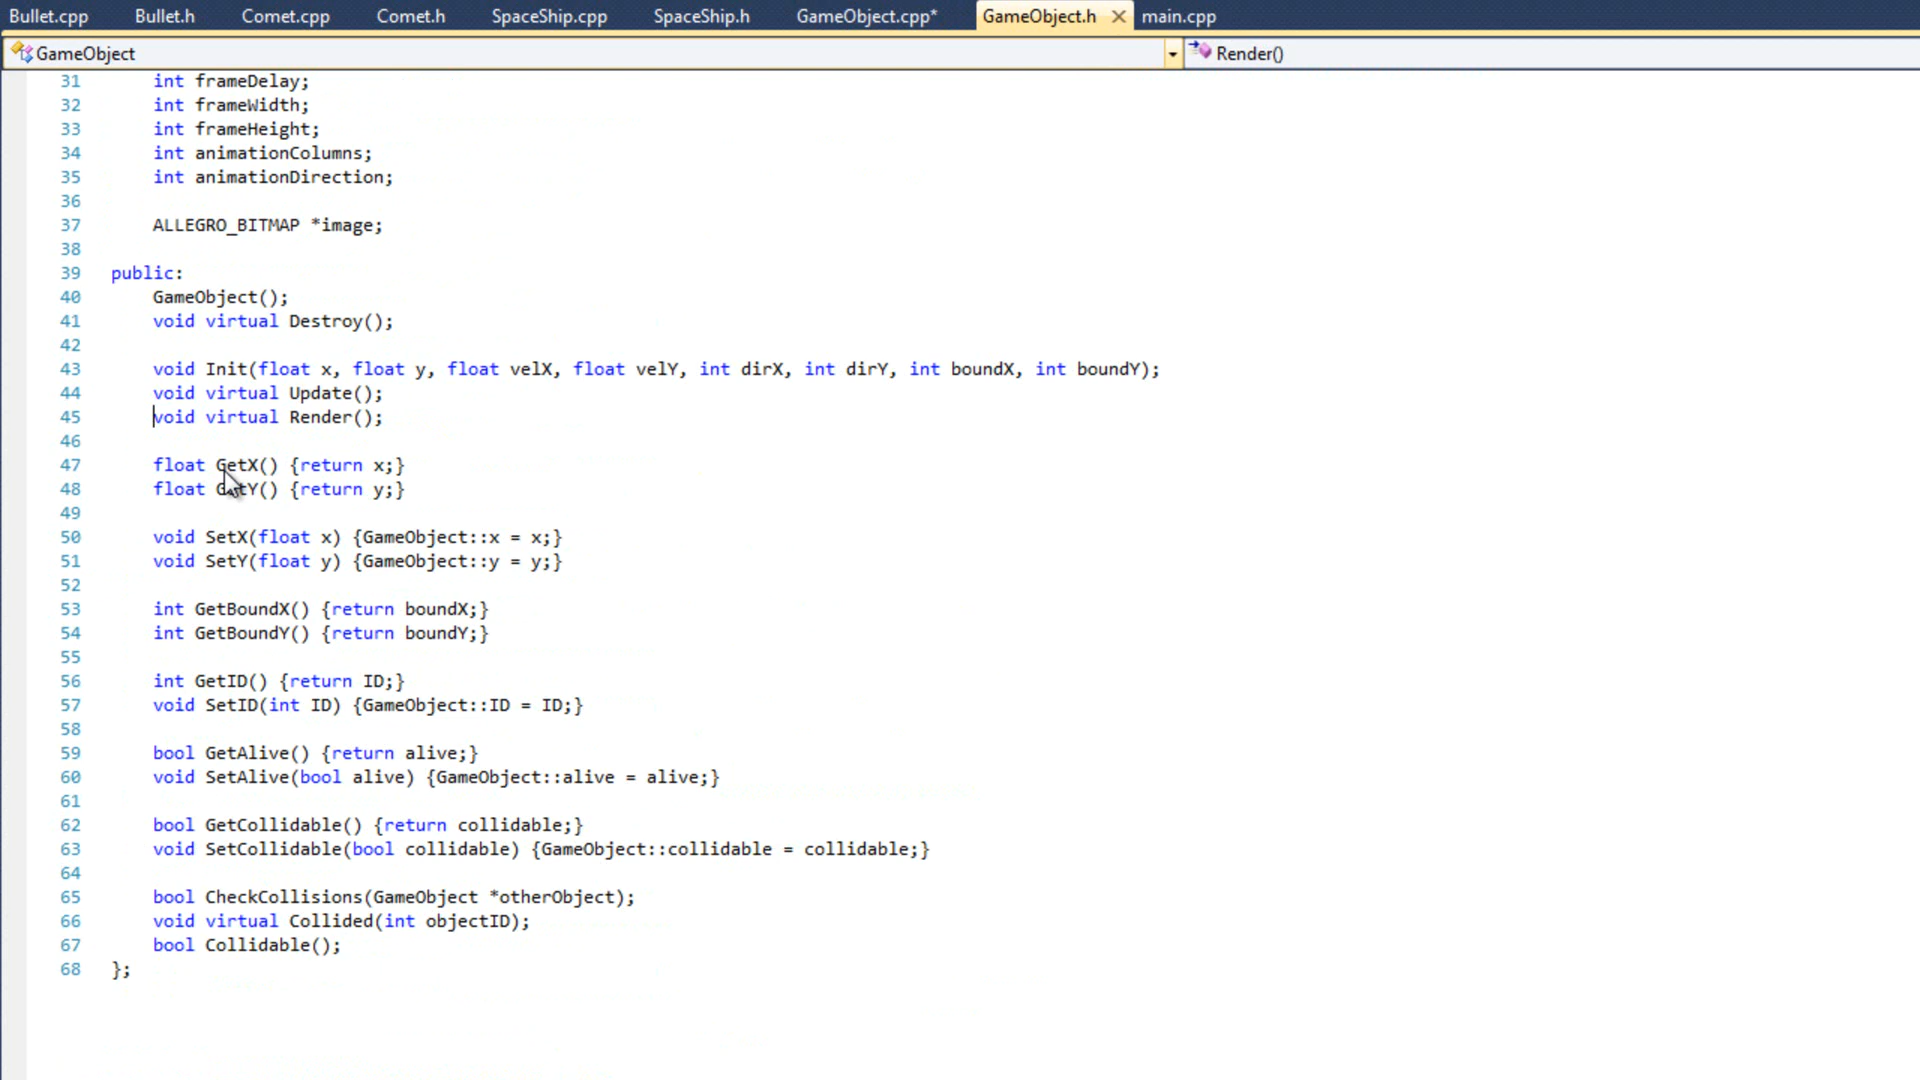 Bullet.cpp Bullet.h Comet.cpp Comet.h SpaceShip.cpp SpaceShip.h GameObject.cpp* GameObject.h main.cpp
GameObject Render()
31 int frameDelay;
32 int frameWidth;
33 int frameHeight;
34 int animationColumns;
35 int animationDirection;
36
37 ALLEGRO_BITMAP *image;
38
39 public:
40 GameObject();
41 void virtual Destroy();
42
43 void Init(float x, float y, float velX, float velY, int dirX, int dirY, int boundX, int boundY);
44 void virtual Update();
45 void virtual Render();
46
47 float GetX() {return x;}
48 float GetY() {return y;}
49
50 void SetX(float x) {GameObject::x = x;}
51 void SetY(float y) {GameObject::y = y;}
52
53 int GetBoundX() {return boundX;}
54 int GetBoundY() {return boundY;}
55
56 int GetID() {return ID;}
57 void SetID(int ID) {GameObject::ID = ID;}
58
59 bool GetAlive() {return alive;}
60 void SetAlive(bool alive) {GameObject::alive = alive;}
61
62 bool GetCollidable() {return collidable;}
63 void SetCollidable(bool collidable) {GameObject::collidable = collidable;}
64
65 bool CheckCollisions(GameObject *otherObject);
66 void virtual Collided(int objectID);
67 bool Collidable();
68 };